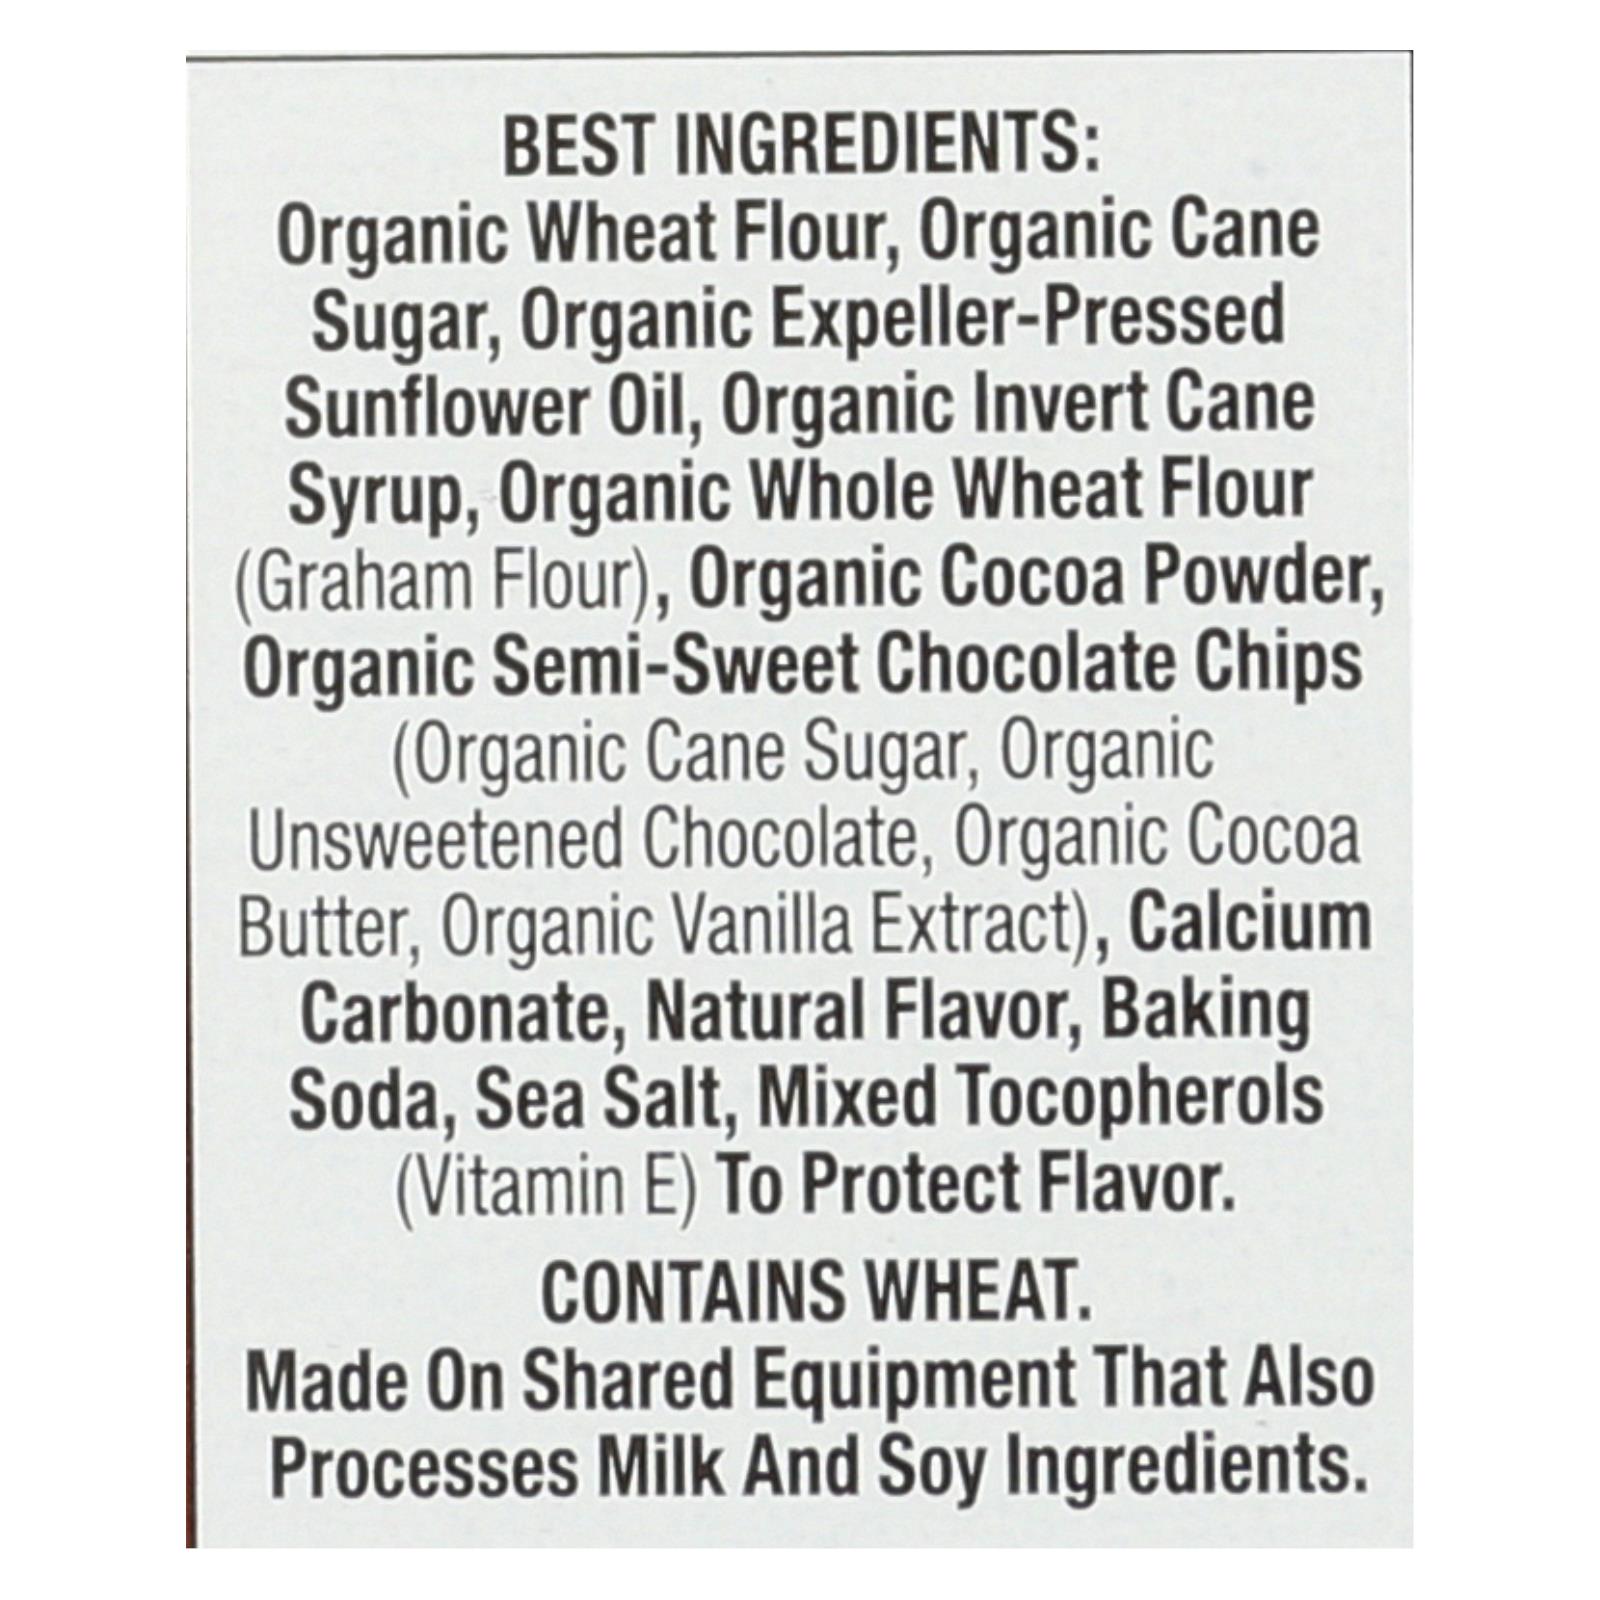 BEST INGREDIENTS:
Organic Wheat Flour, Organic Cane
Sugar, Organic Expeller-Pressed
Sunflower Oil, Organic Invert Cane
Syrup, Organic Whole Wheat Flour
(Graham Flour), Organic Cocoa Powder,
Organic Semi-Sweet Chocolate Chips
(Organic Cane Sugar, Organic
Unsweetened Chocolate, Organic Cocoa
Butter, Organic Vanilla Extract), Calcium
Carbonate, Natural Flavor, Baking
Soda, Sea Salt, Mixed Tocopherols
(Vitamin E) To Protect Flavor.
CONTAINS WHEAT.
Made On Shared Equipment That Also
Processes Milk And Soy Ingredients.